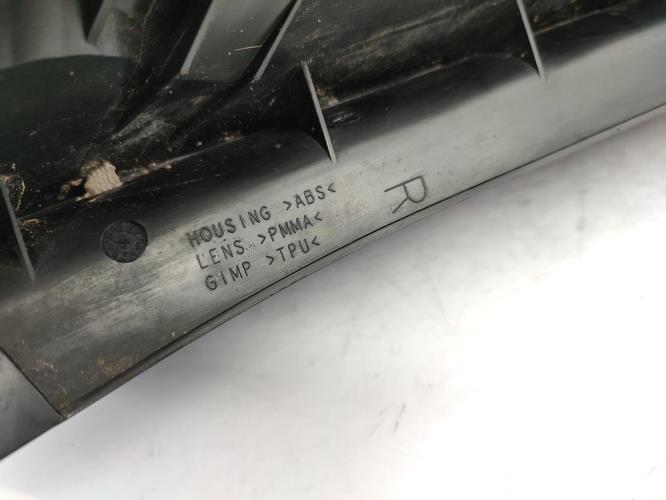 HOUSING >ABS<
LENS >PMMA<
GIMP >TPU<
R